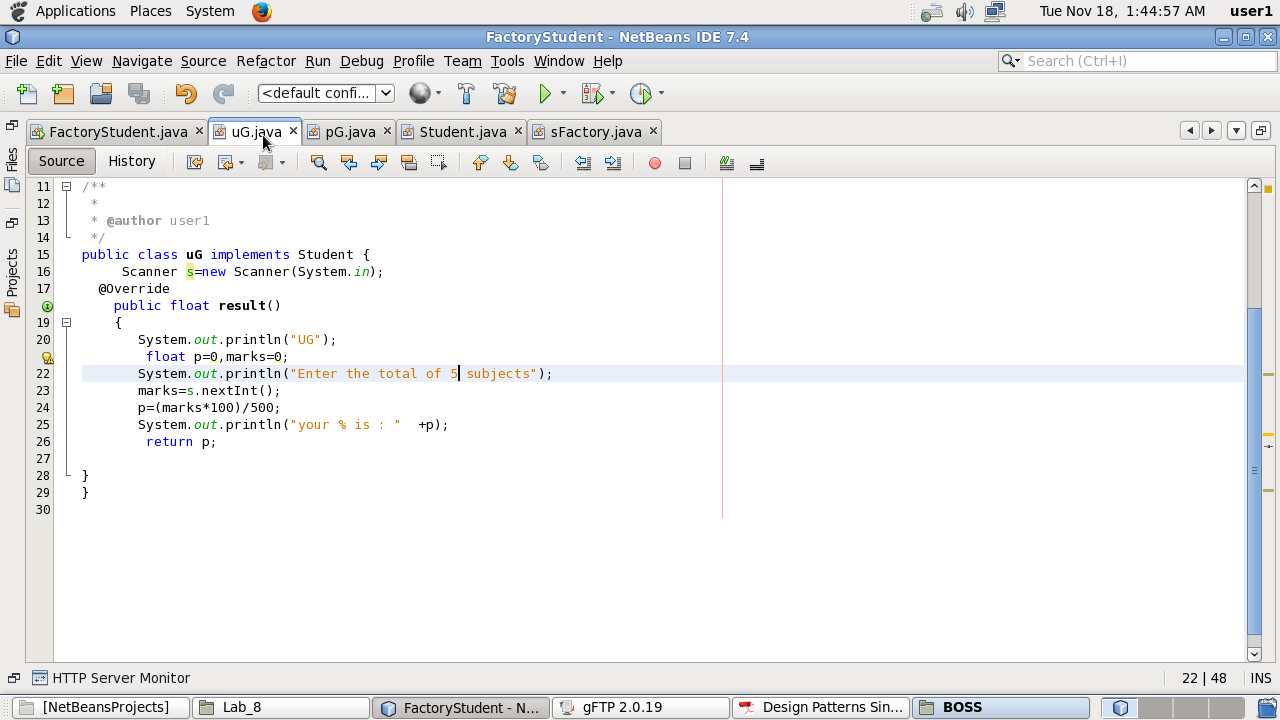 Applications Places System Tue Nov 18, 1:44:57 AM user1
FactoryStudent - NetBeans IDE 7.4
File Edit View Navigate Source Refactor Run Debug Profile Team Tools Window Help Search (Ctrl+I)
<default confi...
FactoryStudent.java uG.java pG.java Student.java sFactory.java
Files
Projects
Source History
11 /**
12 *
13 * @author user1
14 */
15 public class uG implements Student {
16 Scanner s=new Scanner(System.in);
17 @Override
public float result()
19 {
20 System.out.println("UG");
float p=0,marks=0;
22 System.out.println("Enter the total of 5 subjects");
23 marks=s.nextInt();
24 p=(marks*100)/500;
25 System.out.println("your % is : "  +p);
26 return p;
27
28 }
29 }
30
HTTP Server Monitor 22 | 48 INS
[NetBeansProjects] Lab_8 FactoryStudent - N... gFTP 2.0.19 Design Patterns Sin... BOSS